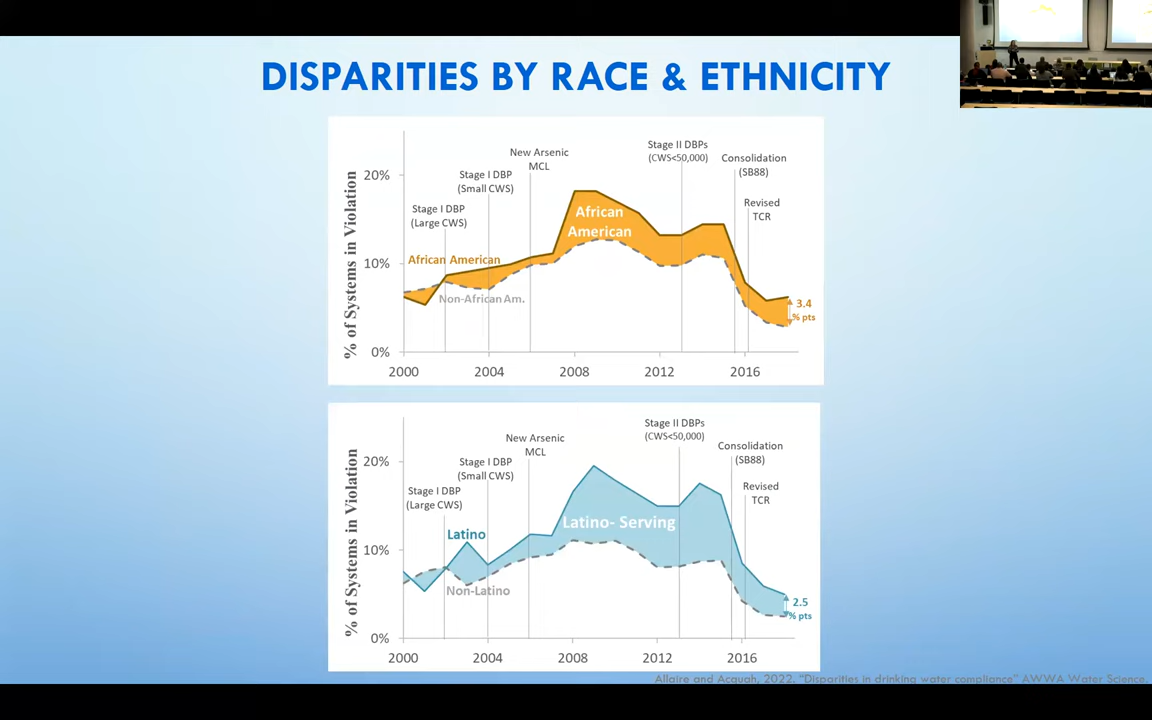 DISPARITIES BY RACE & ETHNICITY
% of Systems in Violation
20%
10%
0%
2000
2004
2008
2012
2016
Stage I DBP
(Large CWS)
Stage I DBP
(Small CWS)
New Arsenic
MCL
Stage II DBPs
(CWS<50,000)
Consolidation
(SB88)
Revised
TCR
African American
Non-African Am.
African
American
3.4
% pts
% of Systems in Violation
20%
10%
0%
2000
2004
2008
2012
2016
Stage I DBP
(Large CWS)
Stage I DBP
(Small CWS)
New Arsenic
MCL
Stage II DBPs
(CWS<50,000)
Consolidation
(SB88)
Revised
TCR
Latino
Non-Latino
Latino- Serving
2.5
% pts
Allaire and Acquah, 2022. "Disparities in drinking water compliance" AWWA Water Science.